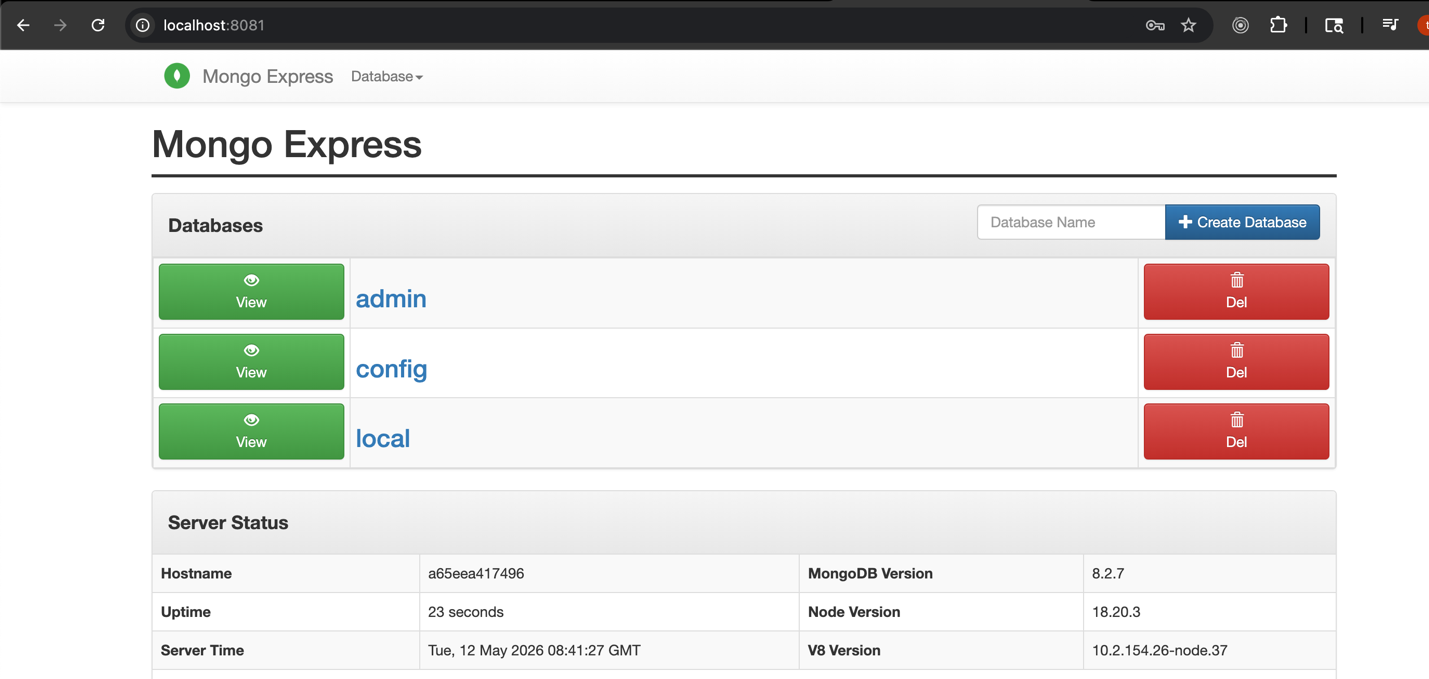 localhost:8081
Mongo Express Database
Mongo Express
Databases
Database Name
Create Database
View
admin
Del
View
config
Del
View
local
Del
Server Status
Hostname a65eea417496 MongoDB Version 8.2.7
Uptime 23 seconds Node Version 18.20.3
Server Time Tue, 12 May 2026 08:41:27 GMT V8 Version 10.2.154.26-node.37